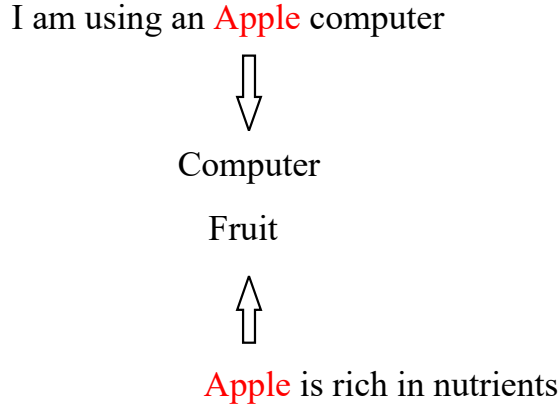 I am using an Apple computer
Computer
Fruit
Apple is rich in nutrients